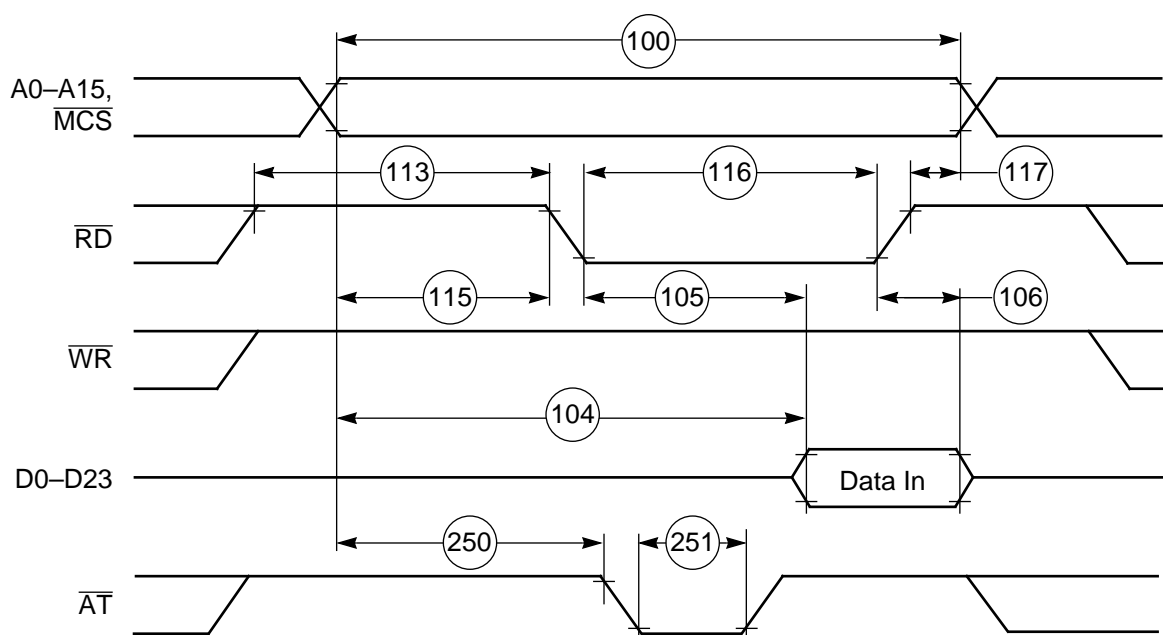 100
A0–A15,
MCS
113
116
117
RD
115
105
106
WR
104
D0–D23
Data In
250
251
AT